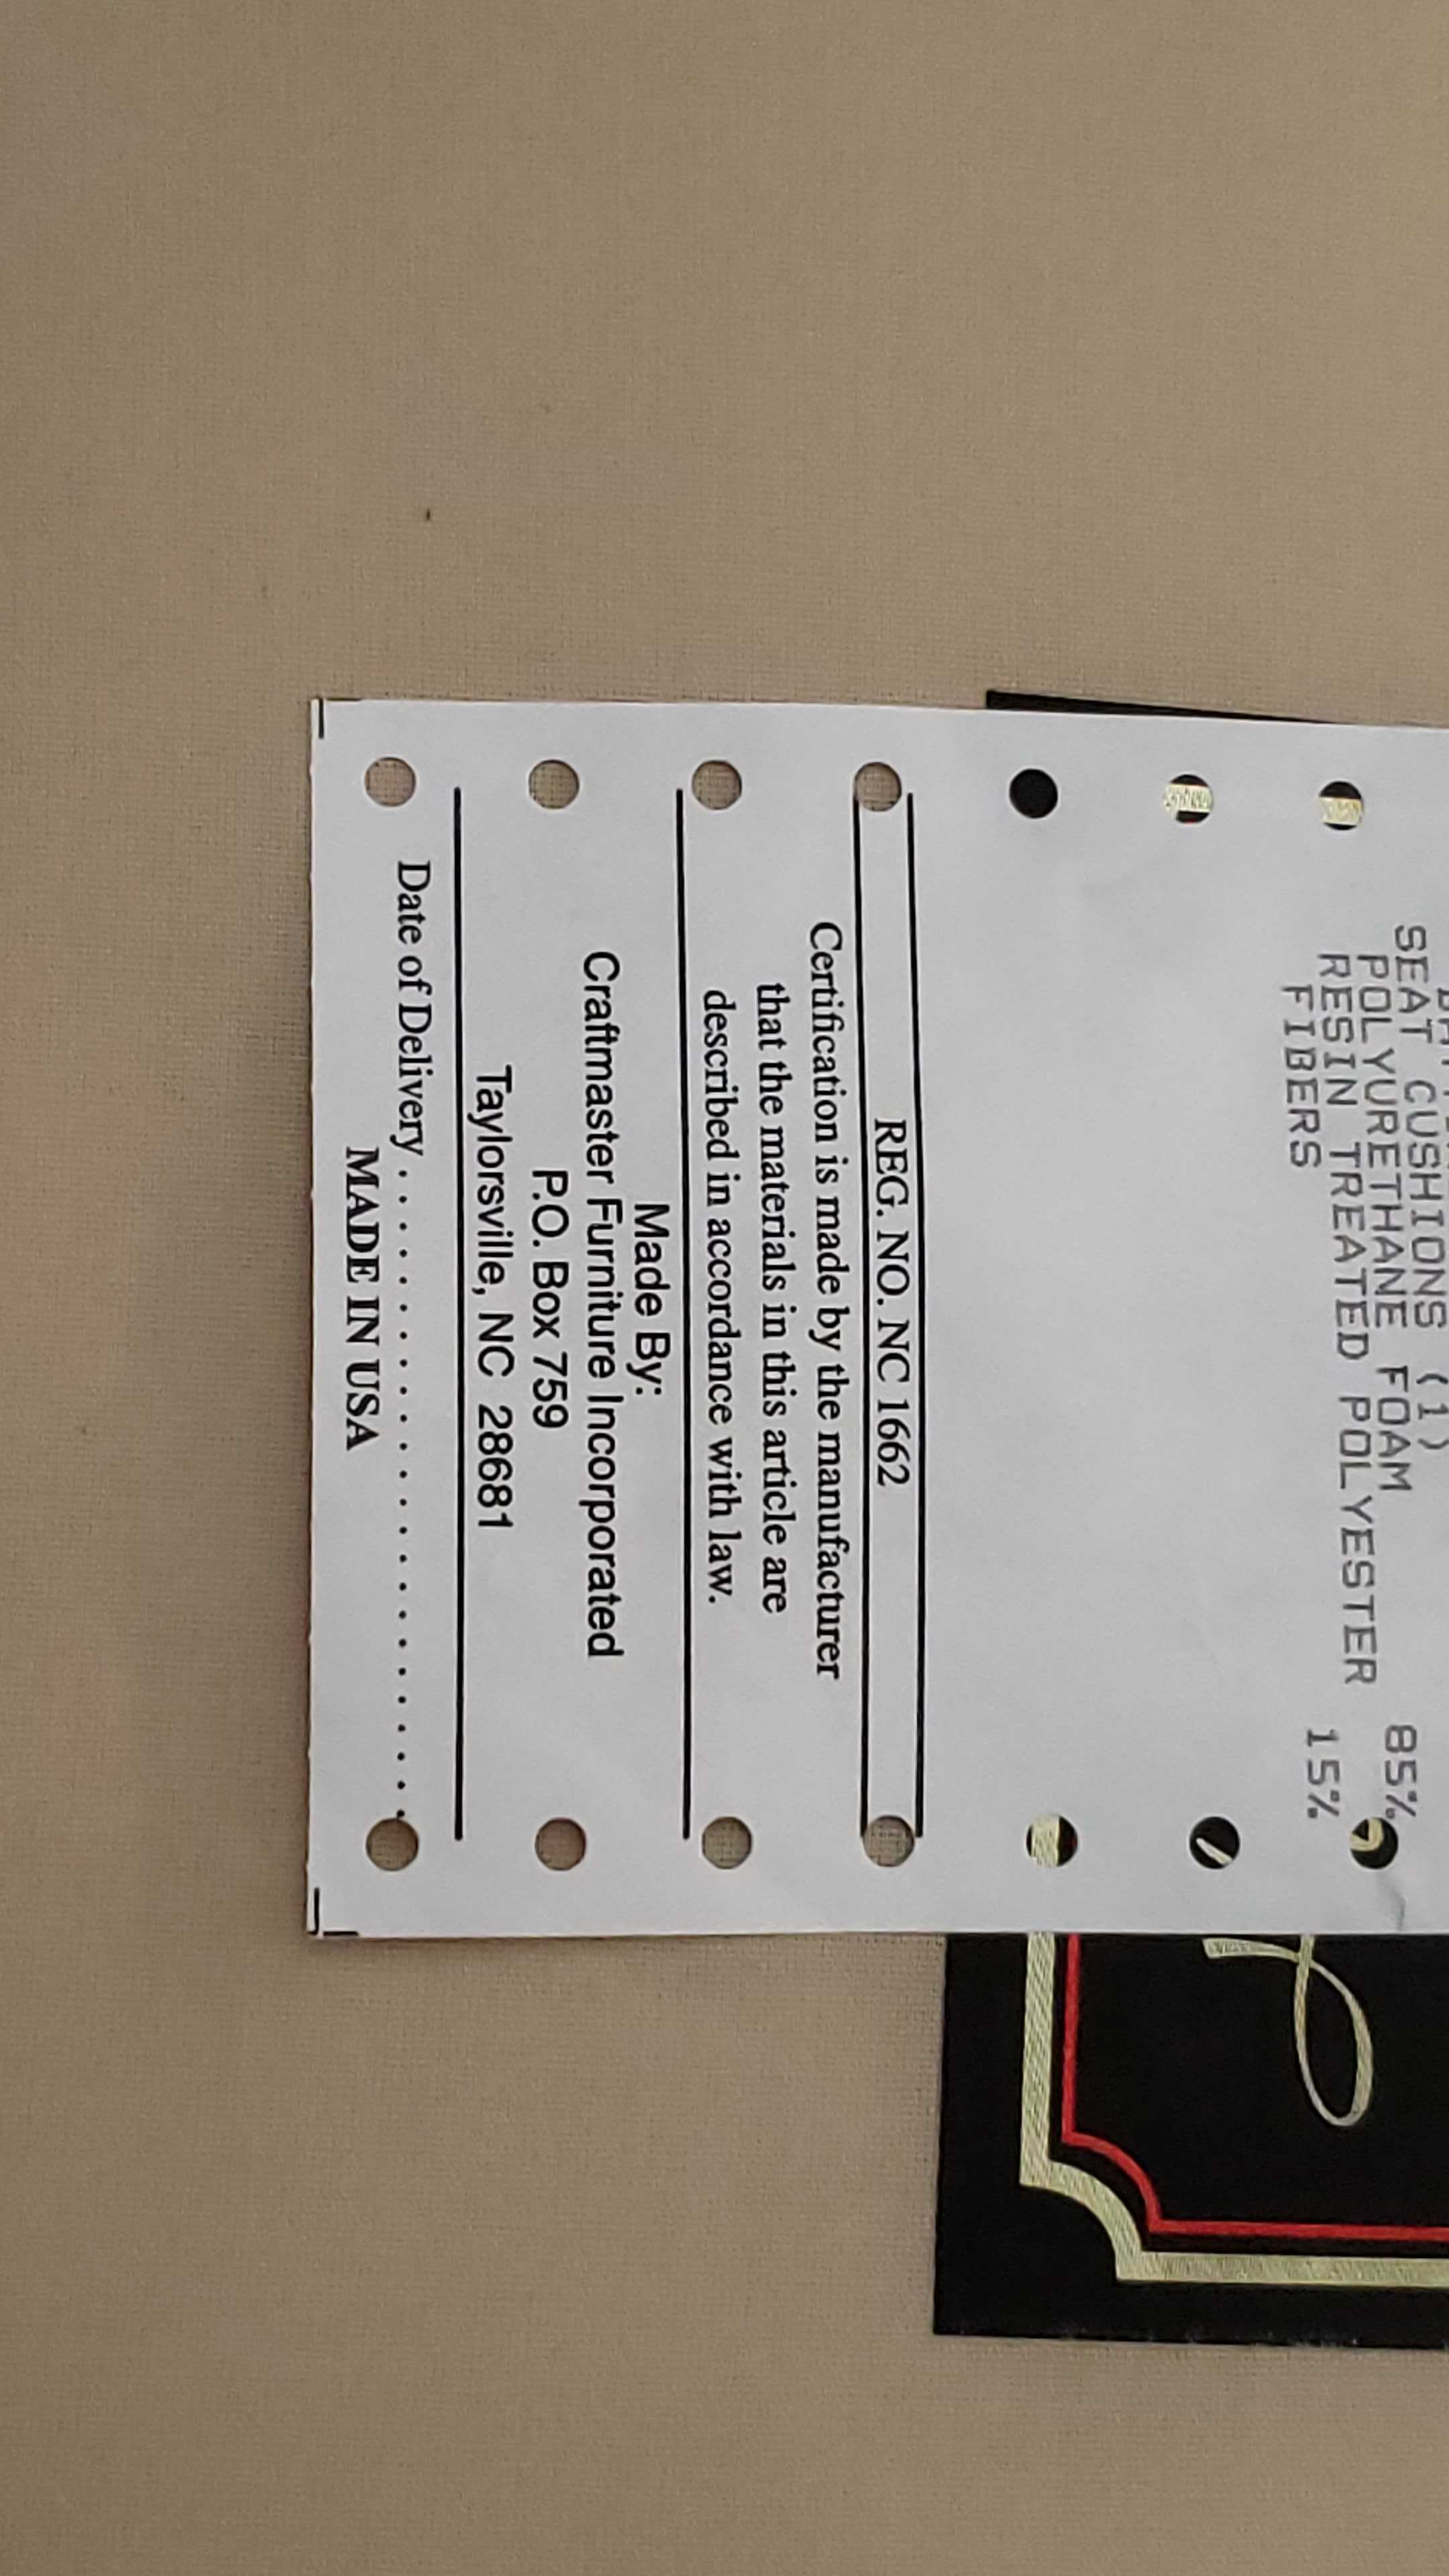 SEAT CUSHIONS (1)
POLYURETHANE FOAM 85%
RESIN TREATED POLYESTER
FIBERS 15%
REG. NO. NC 1662
Certification is made by the manufacturer
that the materials in this article are
described in accordance with law.
Made By:
Craftmaster Furniture Incorporated
P.O. Box 759
Taylorsville, NC 28681
Date of Delivery . . . . . . . . . . . . . . . . . . . . . . . .
MADE IN USA